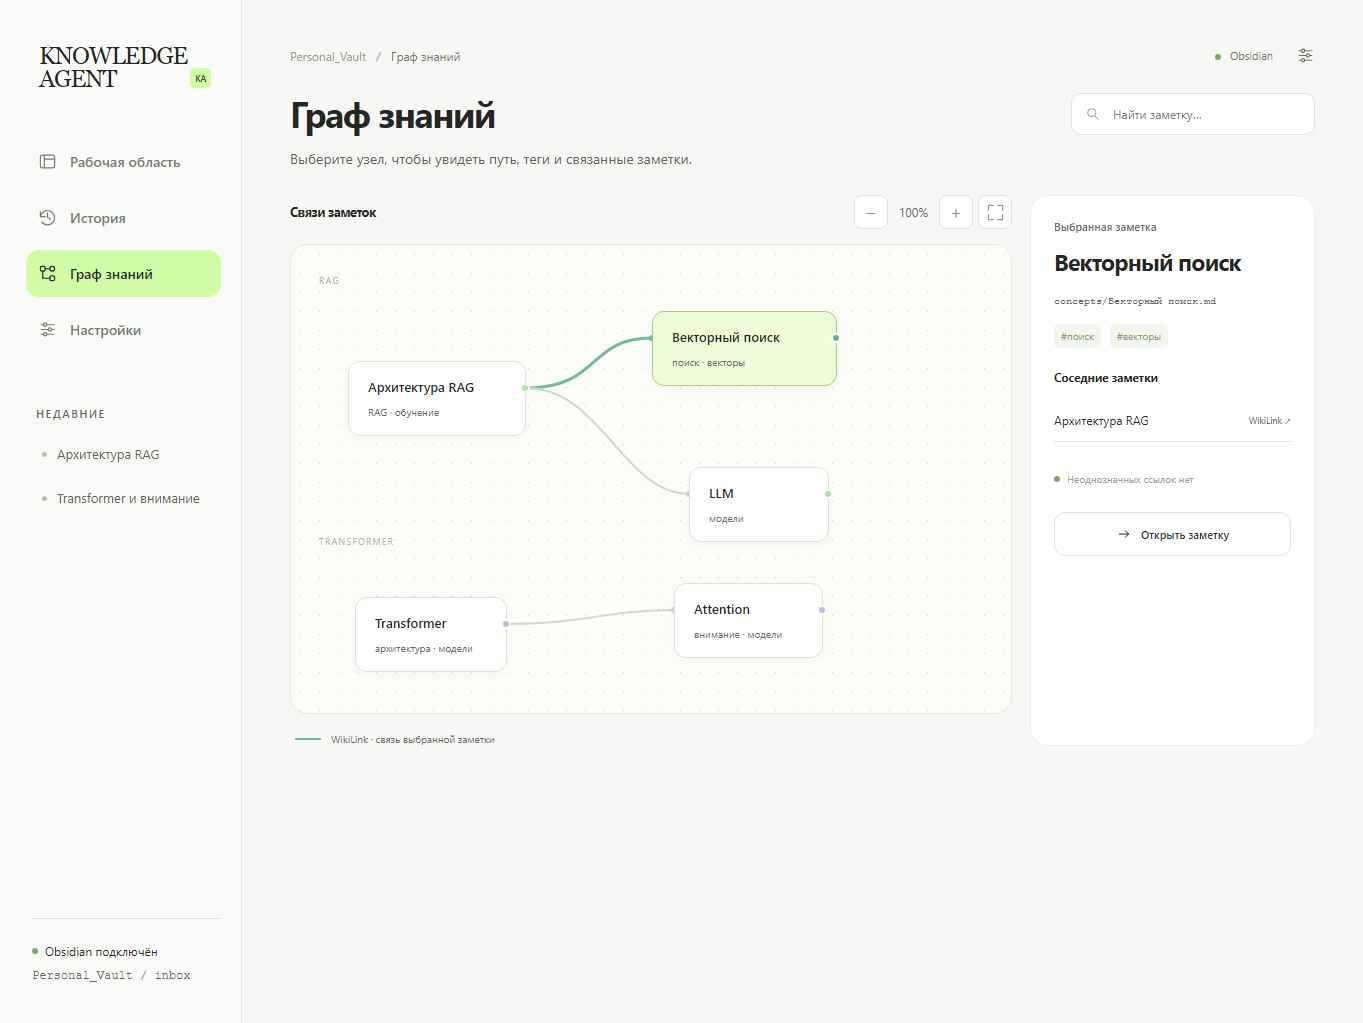 KNOWLEDGE
AGENT
KA
Рабочая область
История
Граф знаний
Настройки
НЕДАВНИЕ
Архитектура RAG
Transformer и внимание
Obsidian подключён
Personal_Vault / inbox
Personal_Vault / Граф знаний
Obsidian
Граф знаний
Найти заметку...
Выберите узел, чтобы увидеть путь, теги и связанные заметки.
Связи заметок
− 100% +
RAG
Векторный поиск
поиск · векторы
Архитектура RAG
RAG · обучение
LLM
модели
TRANSFORMER
Attention
внимание · модели
Transformer
архитектура · модели
WikiLink · связь выбранной заметки
Выбранная заметка
Векторный поиск
concepts/Векторный поиск.md
#поиск #векторы
Соседние заметки
Архитектура RAG WikiLink ↗
Неоднозначных ссылок нет
→ Открыть заметку